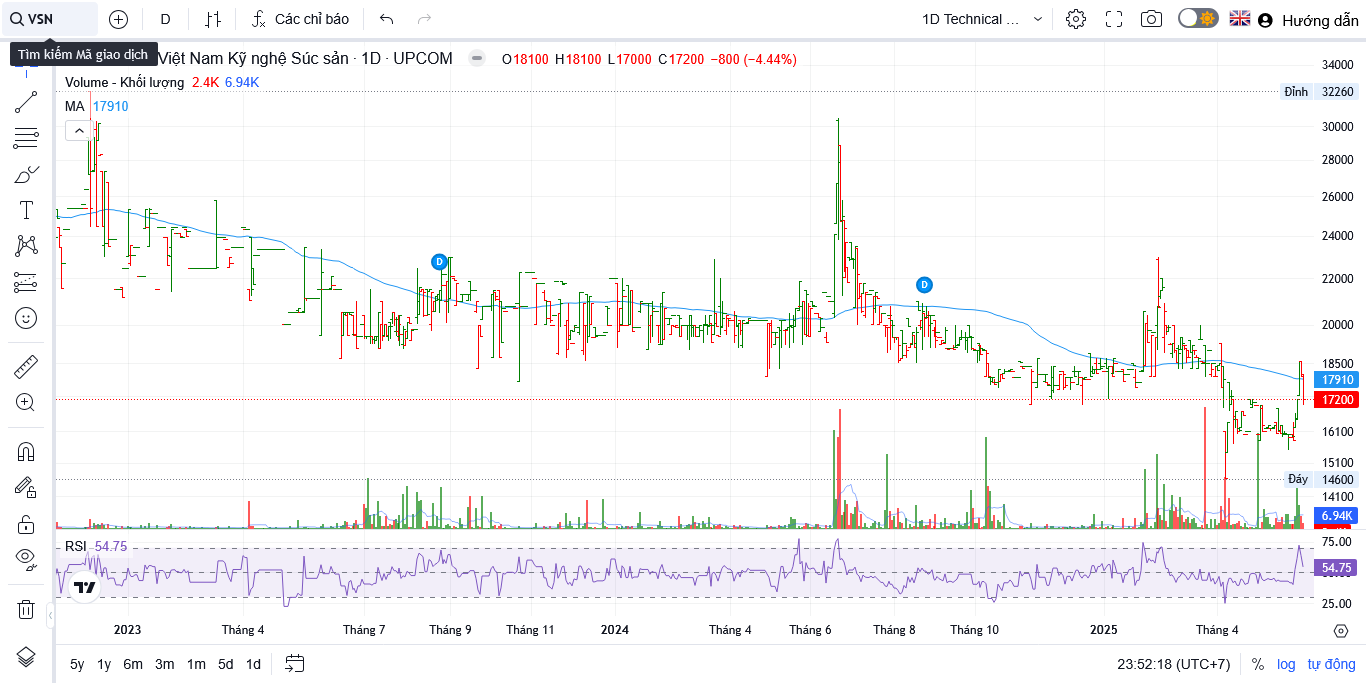 VSN
D
Các chỉ báo
1D Technical ...
Hướng dẫn
Tìm kiếm Mã giao dịch
Việt Nam Kỹ nghệ Súc sản · 1D · UPCOM
O18100 H18100 L17000 C17200 −800 (−4.44%)
Volume - Khối lượng 2.4K 6.94K
MA 17910
34000
Đỉnh 32260
30000
28000
26000
24000
22000
20000
18500
17910
17200
16100
15100
Đáy 14600
14100
6.94K
D
D
RSI 54.75
75.00
54.75
25.00
2023
Tháng 4
Tháng 7
Tháng 9
Tháng 11
2024
Tháng 4
Tháng 6
Tháng 8
Tháng 10
2025
Tháng 4
5y 1y 6m 3m 1m 5d 1d
23:52:18 (UTC+7)
% log tự động